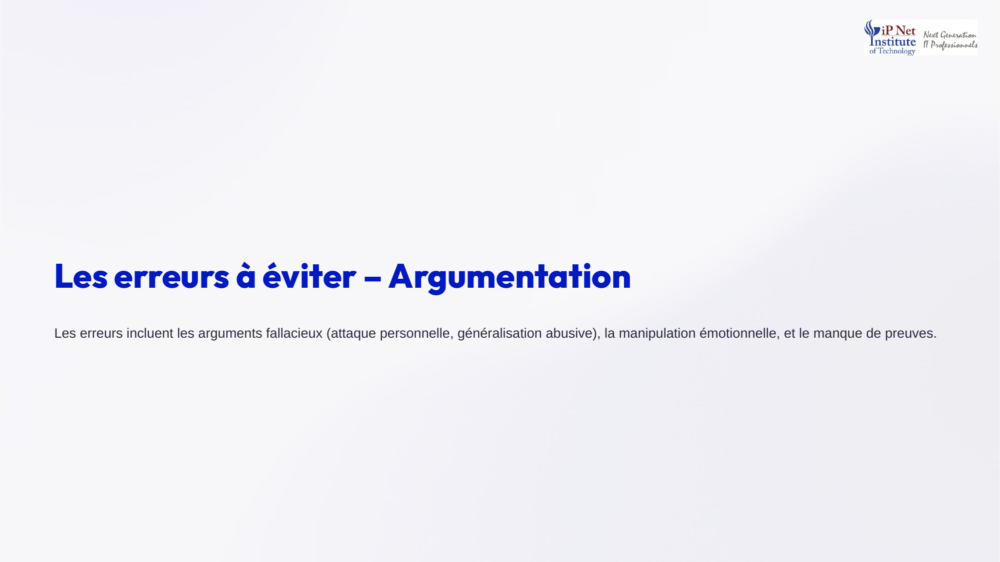 iP Net
Institute
of Technology
Next Generation
IT Professionnels
Les erreurs à éviter – Argumentation
Les erreurs incluent les arguments fallacieux (attaque personnelle, généralisation abusive), la manipulation émotionnelle, et le manque de preuves.